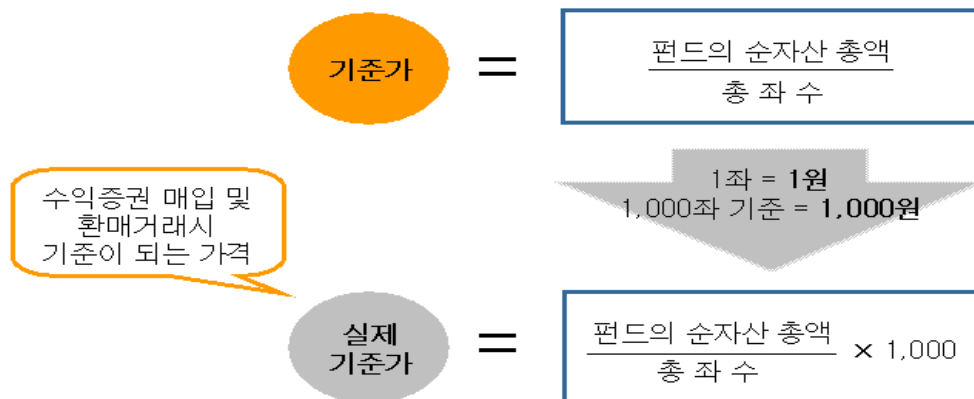 기준가
=
펀드의 순자산 총액
총 좌 수
1좌 = 1원
1,000좌 기준 = 1,000원
수익증권 매입 및
환매거래시
기준이 되는 가격
실제
기준가
=
펀드의 순자산 총액
총 좌 수
× 1,000